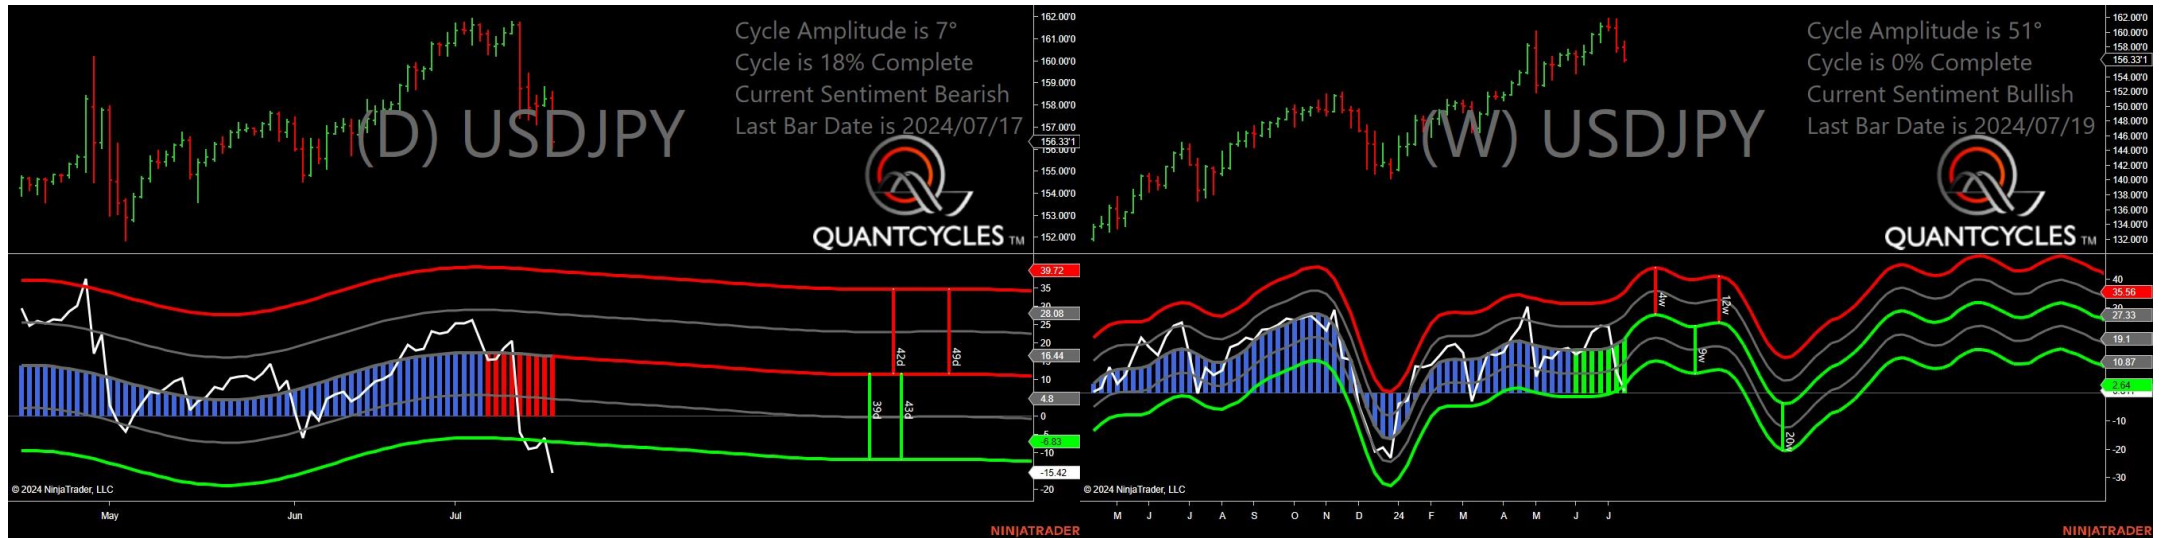 Cycle Amplitude is 7°
Cycle is 18% Complete
Current Sentiment Bearish
Last Bar Date is 2024/07/17
(D) USDJPY
QUANTCYCLES TM
162.00'0
161.00'0
160.00'0
159.00'0
158.00'0
157.00'0
156.33'1
156.00'0
155.00'0
154.00'0
153.00'0
152.00'0
39.72
35
30
28.08
25
20
16.44
10
4.8
0
-5
-6.83
-10
-15.42
-20
42d
49d
39d
43d
© 2024 NinjaTrader, LLC
May
Jun
Jul
NINJATRADER
Cycle Amplitude is 51°
Cycle is 0% Complete
Current Sentiment Bullish
Last Bar Date is 2024/07/19
(W) USDJPY
QUANTCYCLES TM
162.00'0
160.00'0
158.00'0
156.33'1
154.00'0
152.00'0
150.00'0
148.00'0
146.00'0
144.00'0
142.00'0
140.00'0
138.00'0
136.00'0
134.00'0
132.00'0
40
35.56
30
27.33
19.1
10.87
2.64
-10
-20
-30
4w
12w
9w
20w
© 2024 NinjaTrader, LLC
M
J
J
A
S
O
N
D
24
F
M
A
M
J
J
NINJATRADER